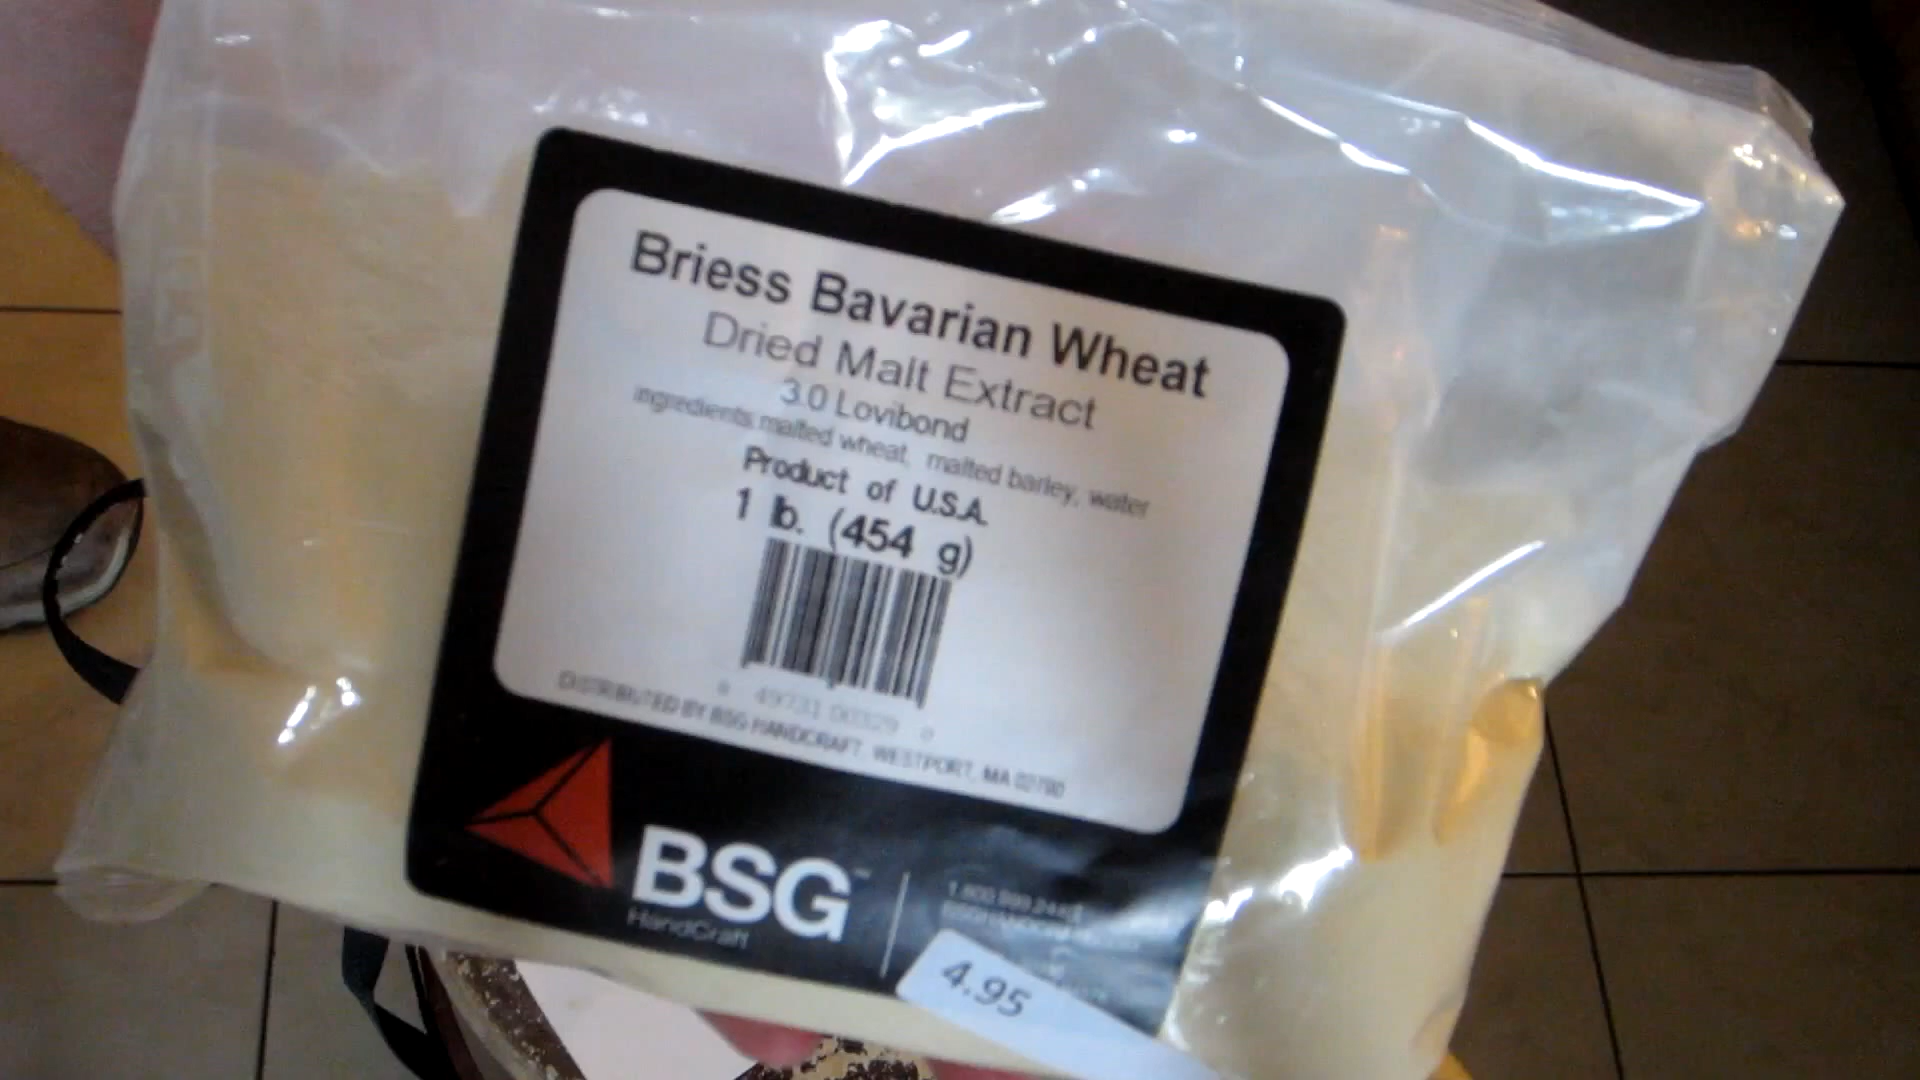 Briess Bavarian Wheat
Dried Malt Extract
3.0 Lovibond
ingredients malted wheat, malted barley, water
Product of U.S.A.
1 lb. (454 g)
DISTRIBUTED BY BSG HANDCRAFT, WESTPORT, MA 02790
BSG™
HandCraft
4.95